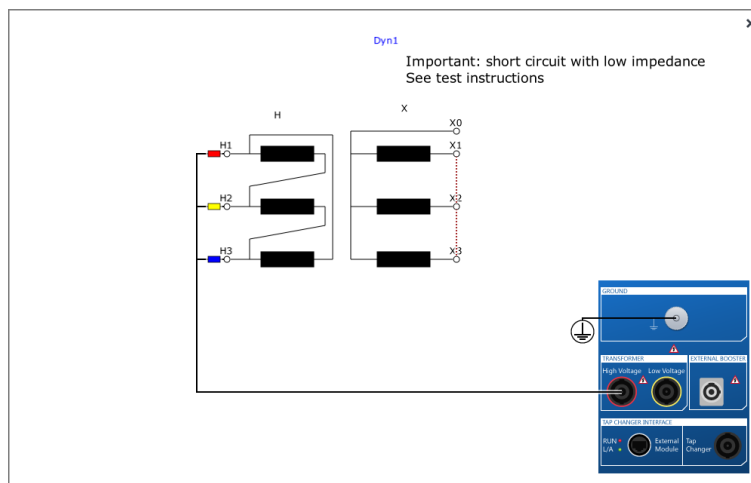 x
Dyn1
Important: short circuit with low impedance
See test instructions
H
X
X0
H1
X1
H2
X2
H3
X3
GROUND
TRANSFORMER
EXTERNAL BOOSTER
High Voltage
Low Voltage
TAP CHANGER INTERFACE
RUN
L/A
External
Module
Tap
Changer